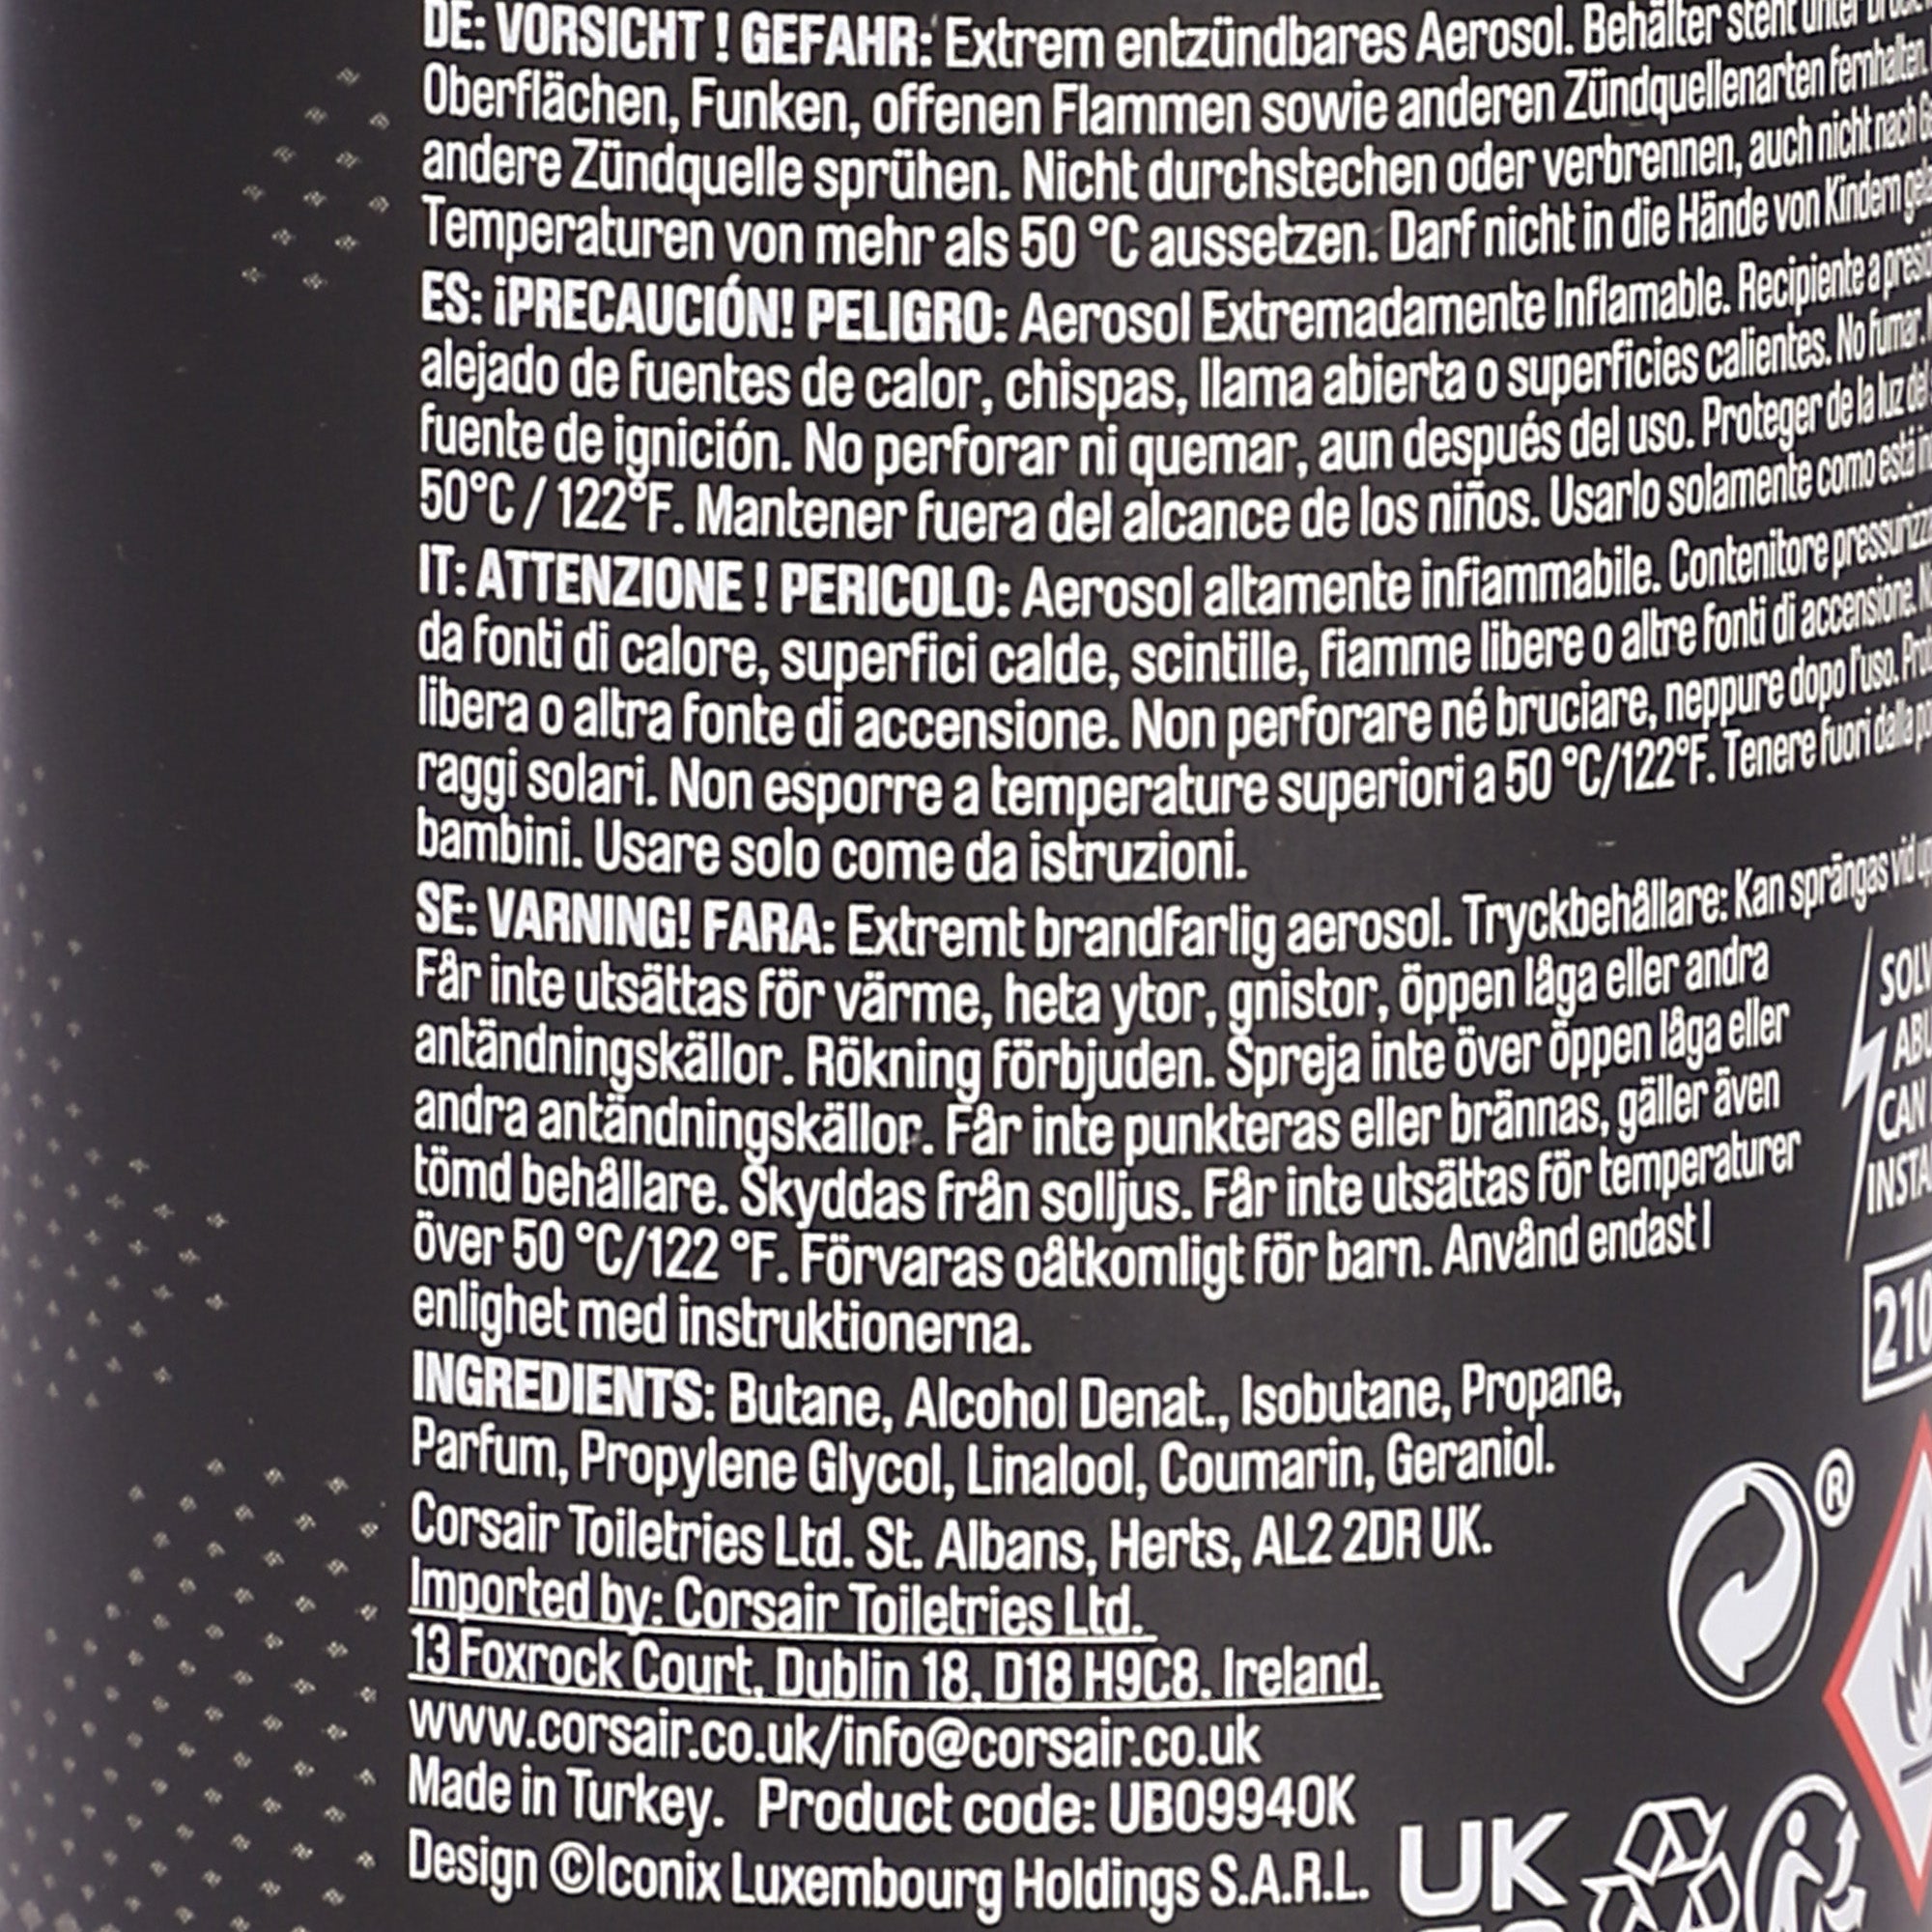 DE: VORSICHT ! GEFAHR: Extrem entzündbares Aerosol. Behälter steht unter
Oberflächen, Funken, offenen Flammen sowie anderen Zündquellenarten fernhalten.
andere Zündquelle sprühen. Nicht durchstechen oder verbrennen, auch nicht nach
Temperaturen von mehr als 50 °C aussetzen. Darf nicht in die Hände von Kindern
ES: ¡PRECAUCIÓN! PELIGRO: Aerosol Extremadamente Inflamable. Recipiente a
alejado de fuentes de calor, chispas, llama abierta o superficies calientes. No fumar.
fuente de ignición. No perforar ni quemar, aun después del uso. Proteger de la luz del
50°C / 122°F. Mantener fuera del alcance de los niños. Usarlo solamente como está
IT: ATTENZIONE ! PERICOLO: Aerosol altamente infiammabile. Contenitore
da fonti di calore, superfici calde, scintille, fiamme libere o altre fonti di accensione.
libera o altra fonte di accensione. Non perforare né bruciare, neppure dopo l'uso.
raggi solari. Non esporre a temperature superiori a 50 °C/122°F. Tenere fuori dalla
bambini. Usare solo come da istruzioni.
SE: VARNING! FARA: Extremt brandfarlig aerosol. Tryckbehållare: Kan sprängas vid
Får inte utsättas för värme, heta ytor, gnistor, öppen låga eller andra
antändningskällor. Rökning förbjuden. Spreja inte över öppen låga eller
andra antändningskällor. Får inte punkteras eller brännas, gäller även
tömd behållare. Skyddas från solljus. Får inte utsättas för temperaturer
över 50 °C/122 °F. Förvaras oåtkomligt för barn. Använd endast I
enlighet med instruktionerna.
CAN
INGREDIENTS: Butane, Alcohol Denat., Isobutane, Propane,
Parfum, Propylene Glycol, Linalool, Coumarin, Geraniol.
Corsair Toiletries Ltd. St. Albans, Herts, AL2 2DR UK.
Imported by: Corsair Toiletries Ltd.
13 Foxrock Court, Dublin 18, D18 H9C8. Ireland.
®
www.corsair.co.uk/info@corsair.co.uk
Made in Turkey. Product code: UB09940K
Design ©Iconix Luxembourg Holdings S.A.R.L.
UK